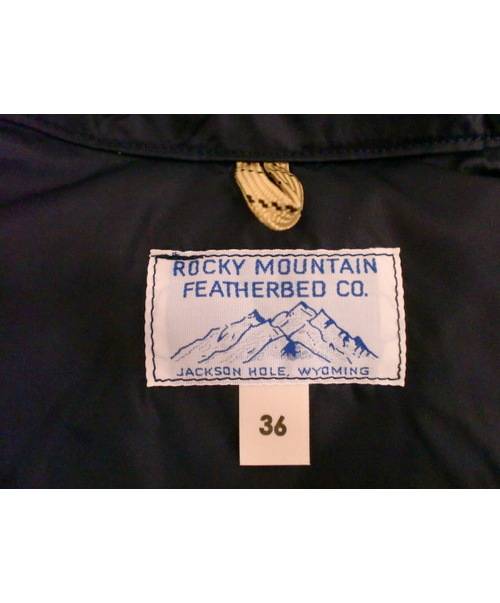 ROCKY MOUNTAIN
FEATHERBED CO.
JACKSON HOLE, WYOMING
36